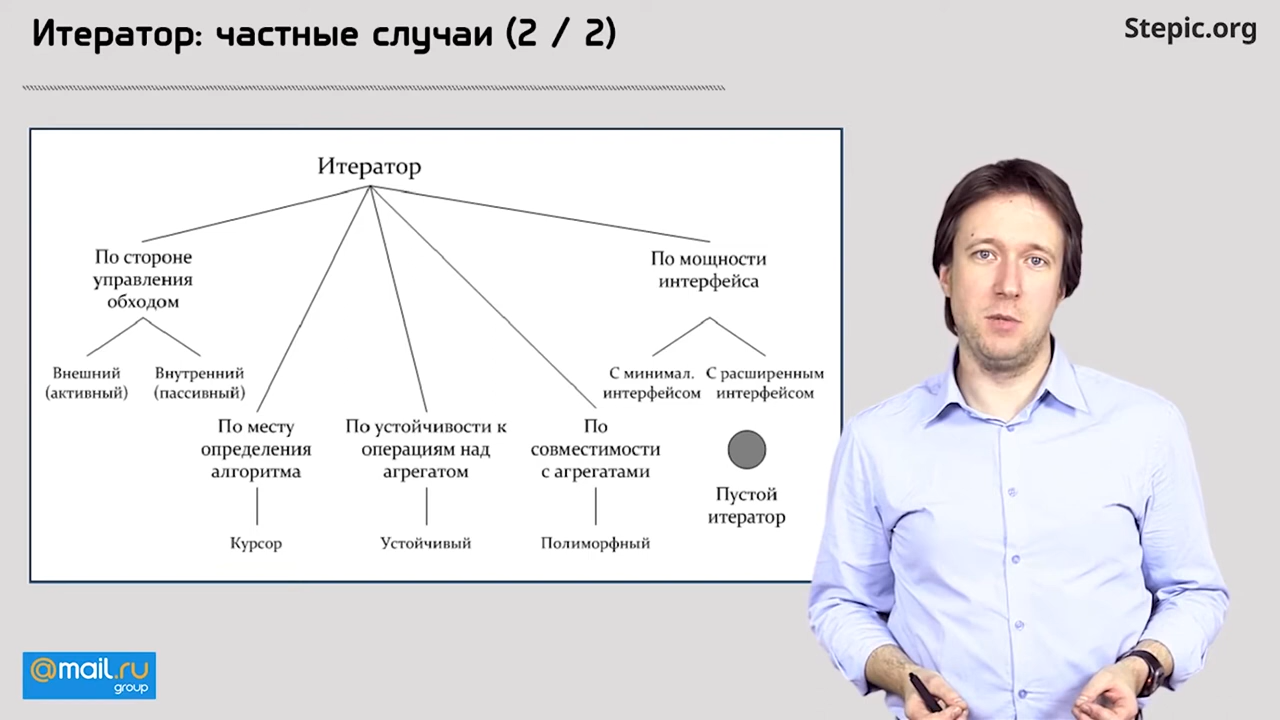 Итератор: частные случаи (2 / 2)
Stepic.org
Итератор
По стороне
управления
обходом
По мощности
интерфейса
Внешний
(активный)
Внутренний
(пассивный)
С минимал.
интерфейсом
С расширенным
интерфейсом
По месту
определения
алгоритма
По устойчивости к
операциям над
агрегатом
По
совместимости
с агрегатами
Пустой
итератор
Курсор
Устойчивый
Полиморфный
@mail.ru
group